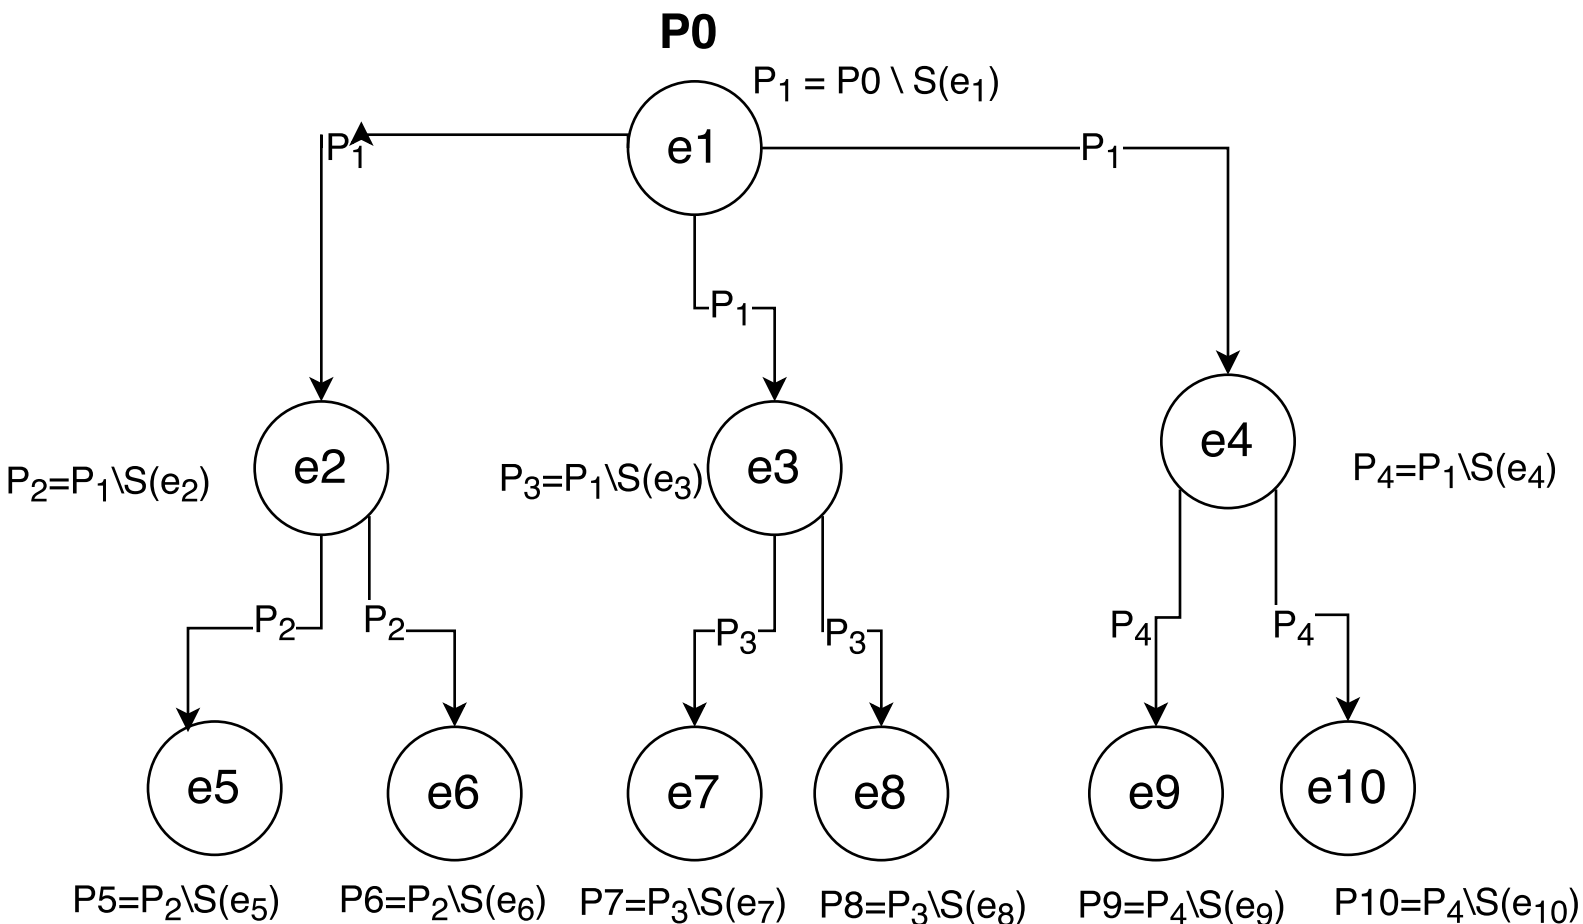 P0
P₁ = P0 \ S(e₁)
e1
P₁
P₁
P₁
e2
e3
e4
P₂=P₁\S(e₂)
P₃=P₁\S(e₃)
P₄=P₁\S(e₄)
P₂
P₂
P₃
P₃
P₄
P₄
e5
e6
e7
e8
e9
e10
P5=P₂\S(e₅)
P6=P₂\S(e₆)
P7=P₃\S(e₇)
P8=P₃\S(e₈)
P9=P₄\S(e₉)
P10=P₄\S(e₁₀)